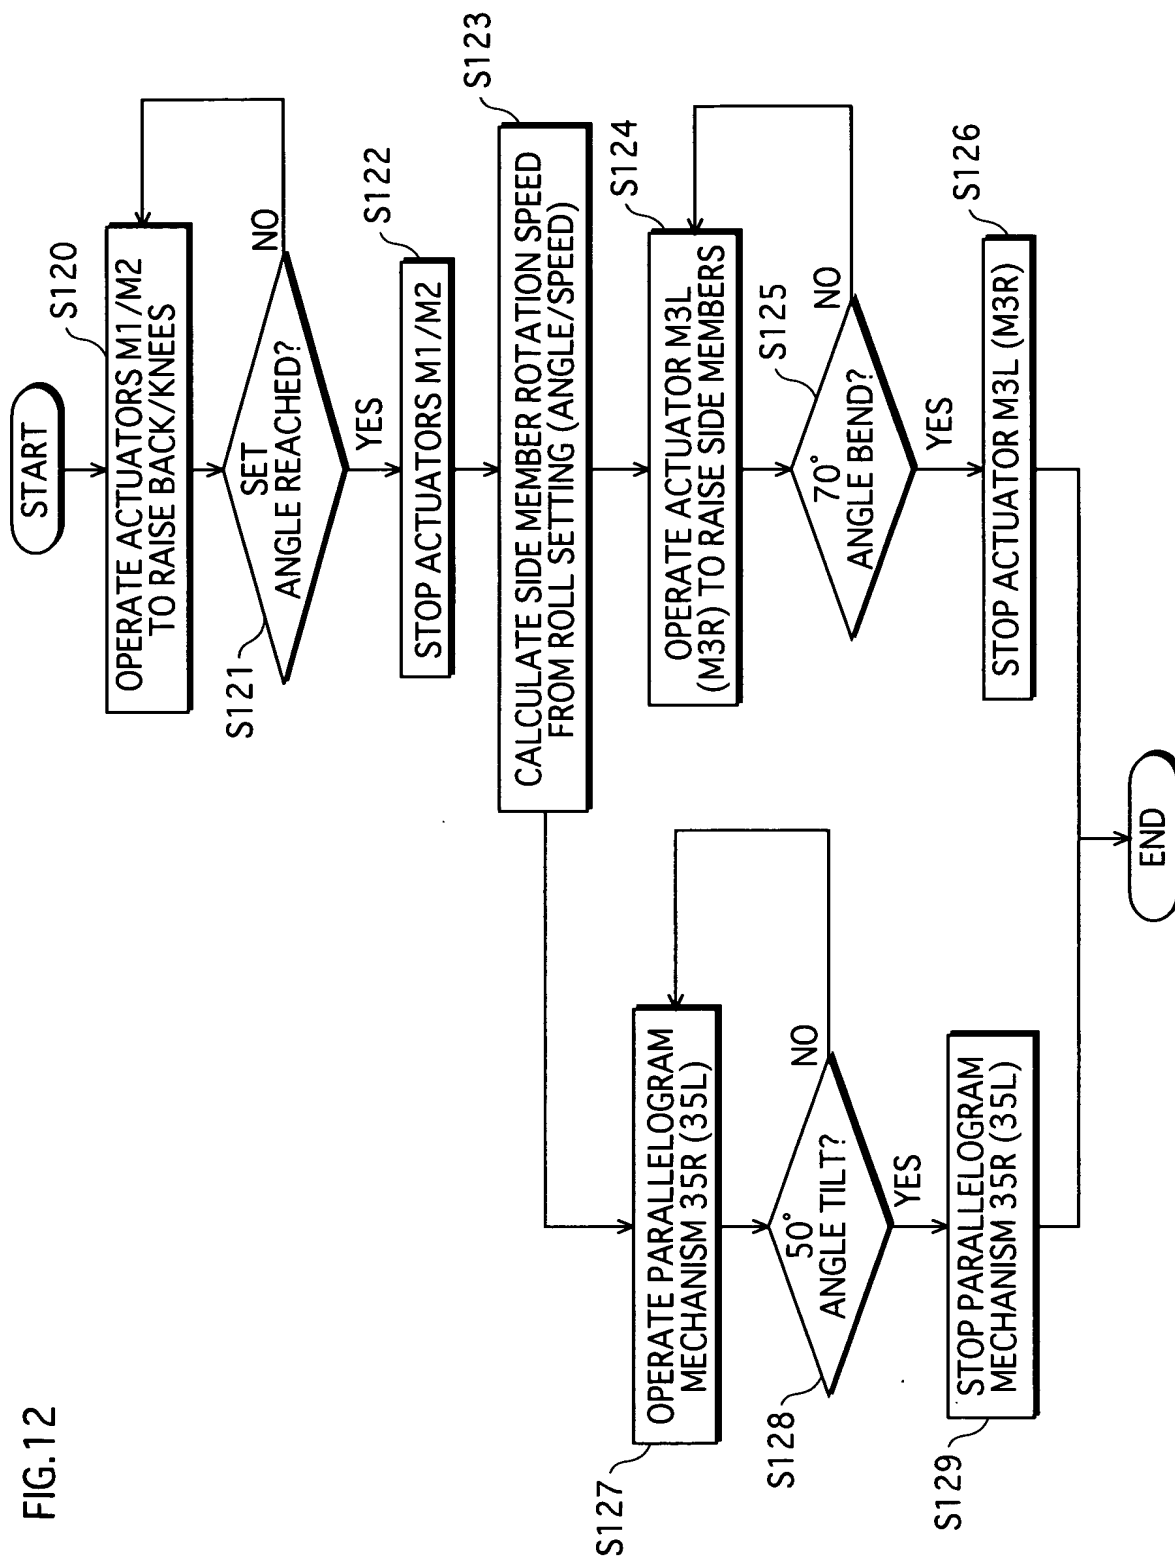 FIG.12
START
OPERATE ACTUATORS M1/M2
TO RAISE BACK/KNEES
S120
SET
ANGLE REACHED?
S121
NO
YES
STOP ACTUATORS M1/M2
S122
CALCULATE SIDE MEMBER ROTATION SPEED
FROM ROLL SETTING (ANGLE/SPEED)
S123
OPERATE ACTUATOR M3L
(M3R) TO RAISE SIDE MEMBERS
S124
70°
ANGLE BEND?
S125
NO
YES
STOP ACTUATOR M3L (M3R)
S126
OPERATE PARALLELOGRAM
MECHANISM 35R (35L)
S127
50°
ANGLE TILT?
S128
NO
YES
STOP PARALLELOGRAM
MECHANISM 35R (35L)
S129
END